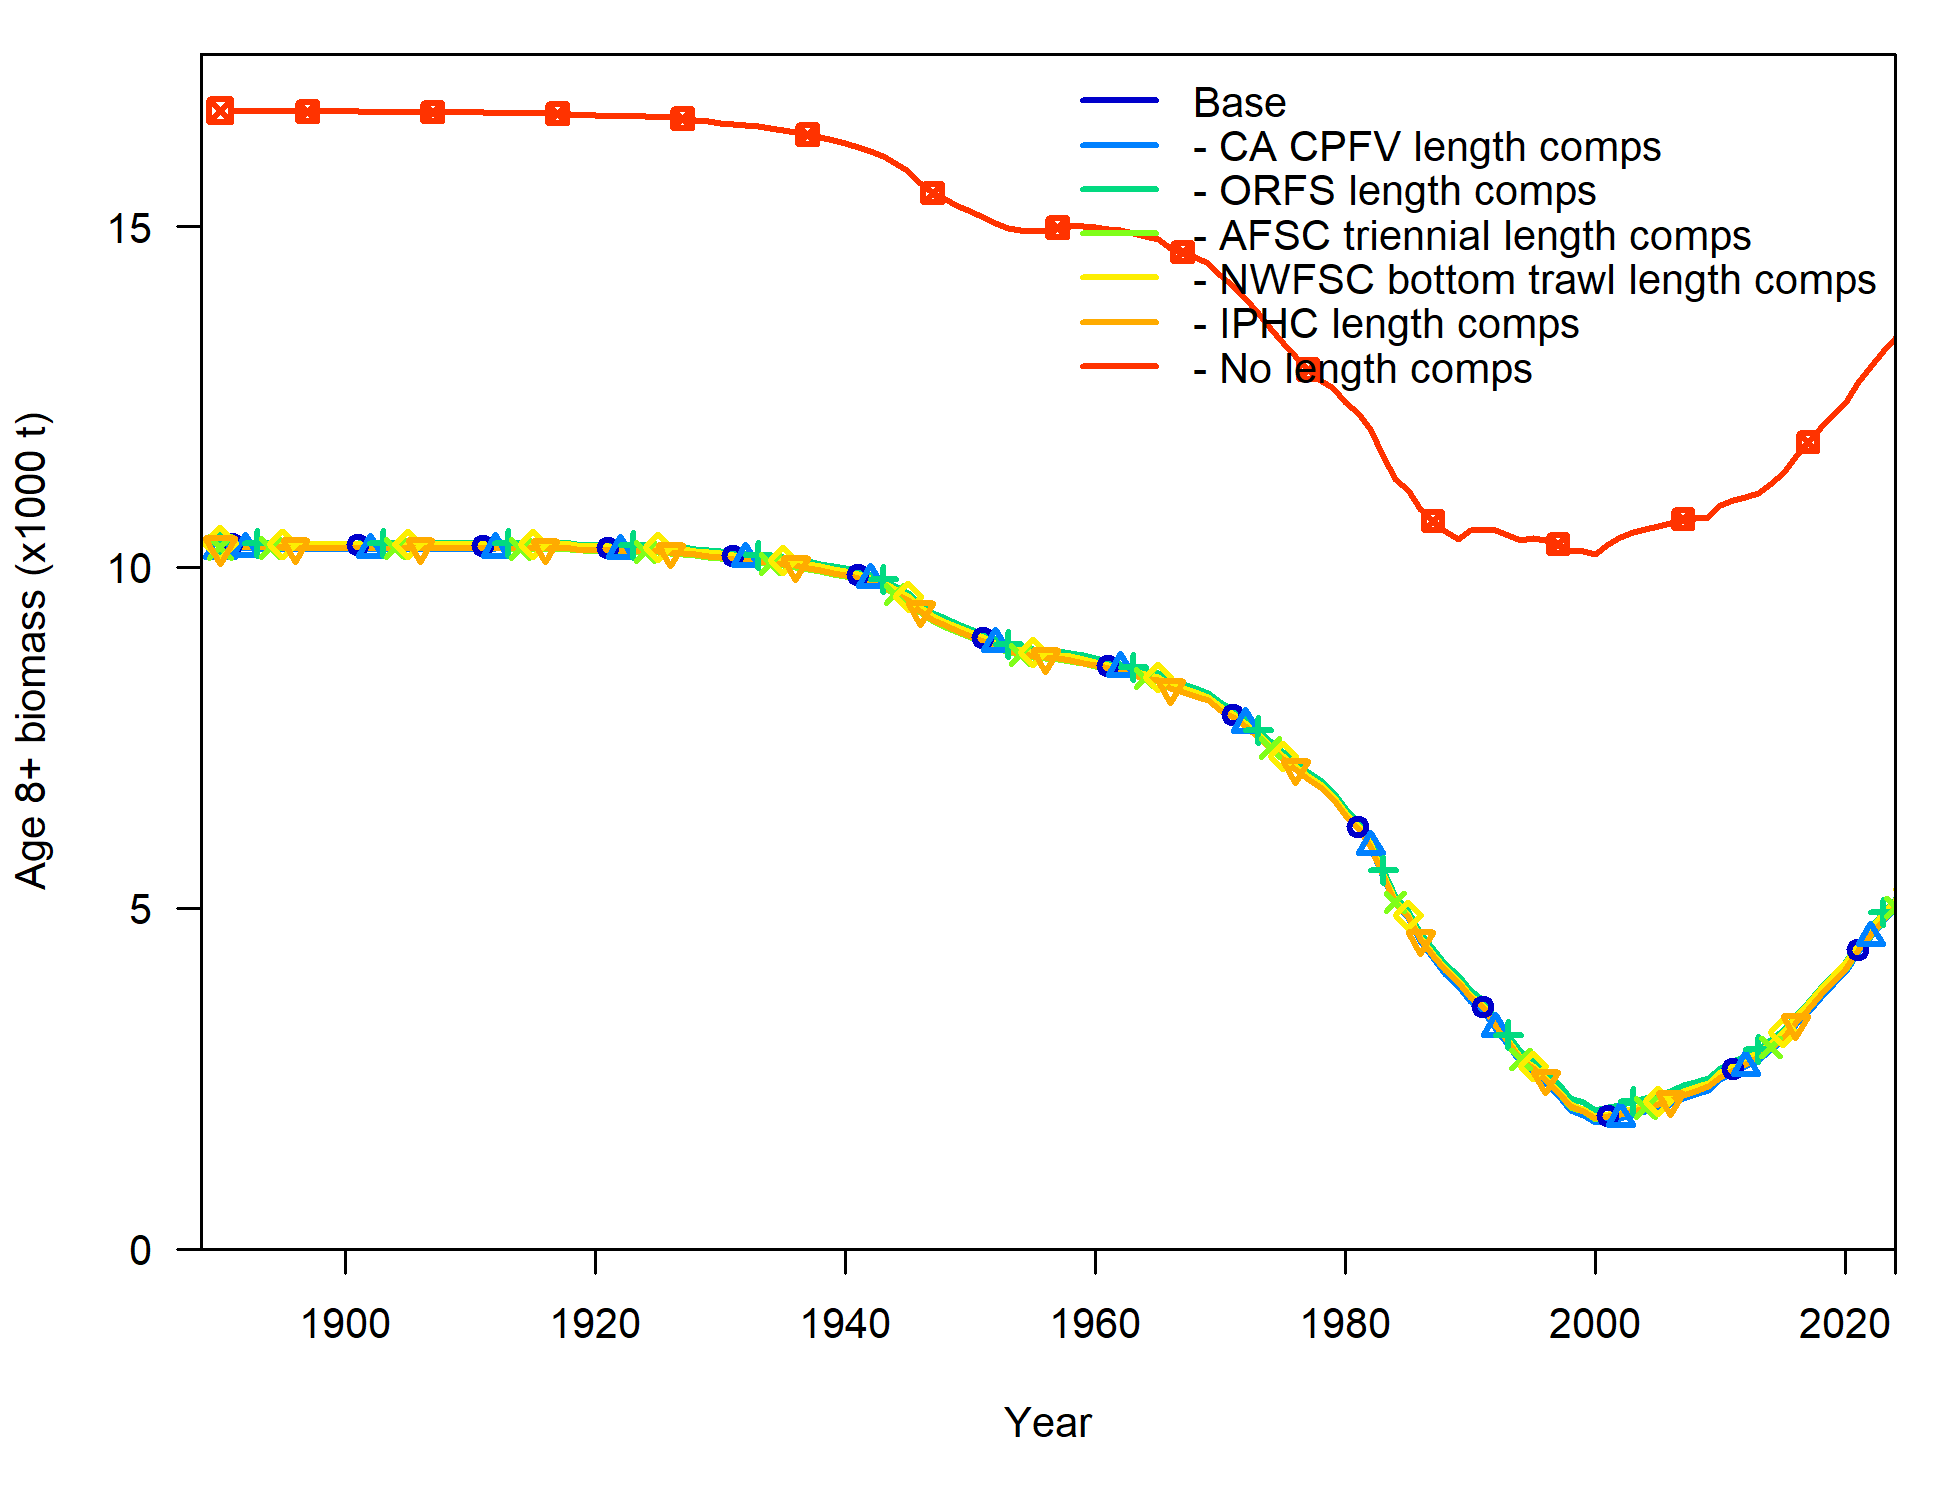 Base
- CA CPFV length comps
- ORFS length comps
- AFSC triennial length comps
- NWFSC bottom trawl length comps
- IPHC length comps
- No length comps
Age 8+ biomass (x1000 t)
15
10
5
0
1900 1920 1940 1960 1980 2000 2020
Year